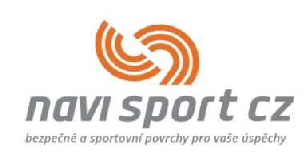 navi sport cz
bezpečné a sportovní povrchy pro vaše úspěchy